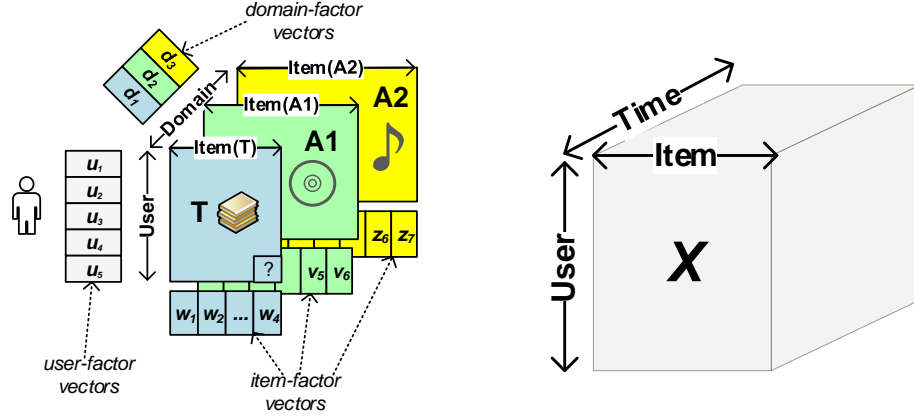 domain-factor
vectors
d1
d2
d3
Domain
Item(A2)
A2
Item(A1)
A1
Item(T)
T
?
User
u1
u2
u3
u4
u5
z6 z7
v5 v6
w1 w2 ... w4
user-factor
vectors
item-factor
vectors
Time
Item
User
X